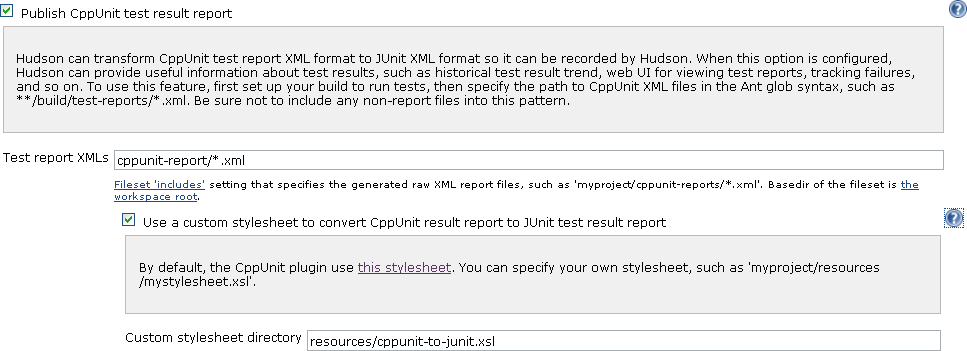 Publish CppUnit test result report
Hudson can transform CppUnit test report XML format to JUnit XML format so it can be recorded by Hudson. When this option is configured,
Hudson can provide useful information about test results, such as historical test result trend, web UI for viewing test reports, tracking failures,
and so on. To use this feature, first set up your build to run tests, then specify the path to CppUnit XML files in the Ant glob syntax, such as
**/build/test-reports/*.xml. Be sure not to include any non-report files into this pattern.
Test report XMLs cppunit-report/*.xml
Fileset 'includes' setting that specifies the generated raw XML report files, such as 'myproject/cppunit-reports/*.xml'. Basedir of the fileset is the
workspace root.
Use a custom stylesheet to convert CppUnit result report to JUnit test result report
By default, the CppUnit plugin use this stylesheet. You can specify your own stylesheet, such as 'myproject/resources
/mystylesheet.xsl'.
Custom stylesheet directory resources/cppunit-to-junit.xsl